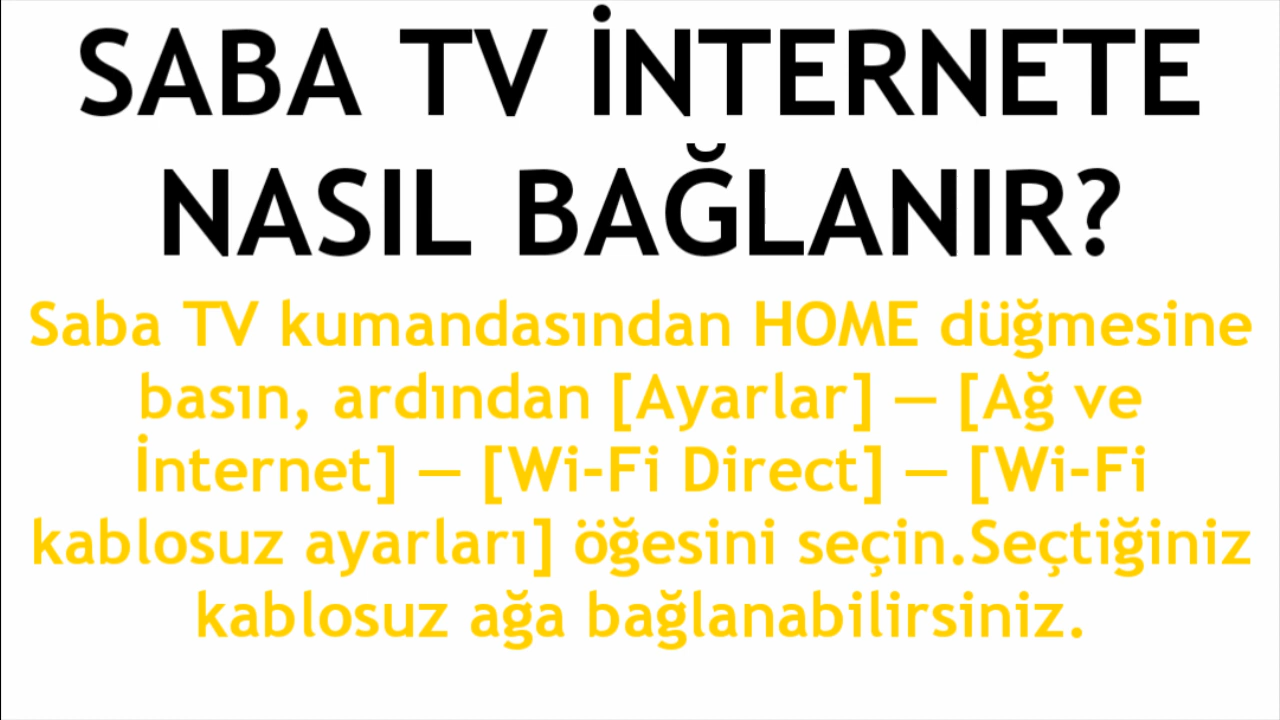 SABA TV İNTERNETE
NASIL BAĞLANIR?
Saba TV kumandasından HOME düğmesine
basın, ardından [Ayarlar] — [Ağ ve
İnternet] — [Wi-Fi Direct] — [Wi-Fi
kablosuz ayarları] öğesini seçin.Seçtiğiniz
kablosuz ağa bağlanabilirsiniz.